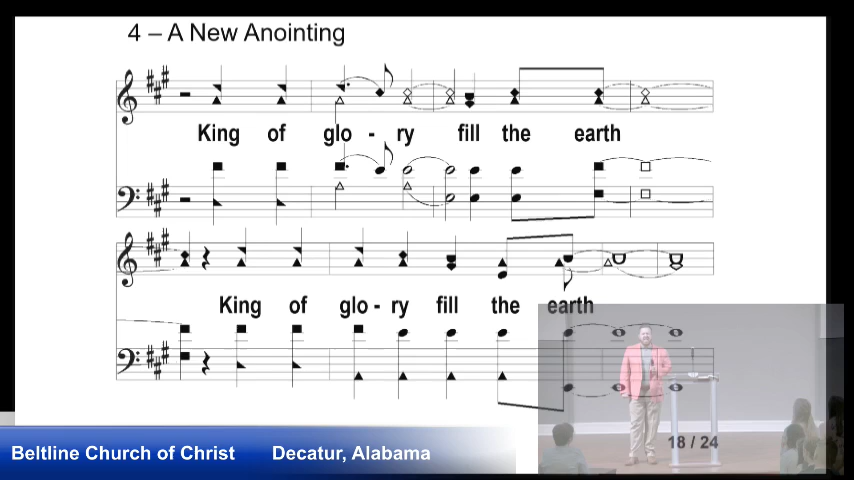 4 – A New Anointing
King of glo - ry fill the earth
King of glo - ry fill the earth
18 / 24
Beltline Church of Christ Decatur, Alabama